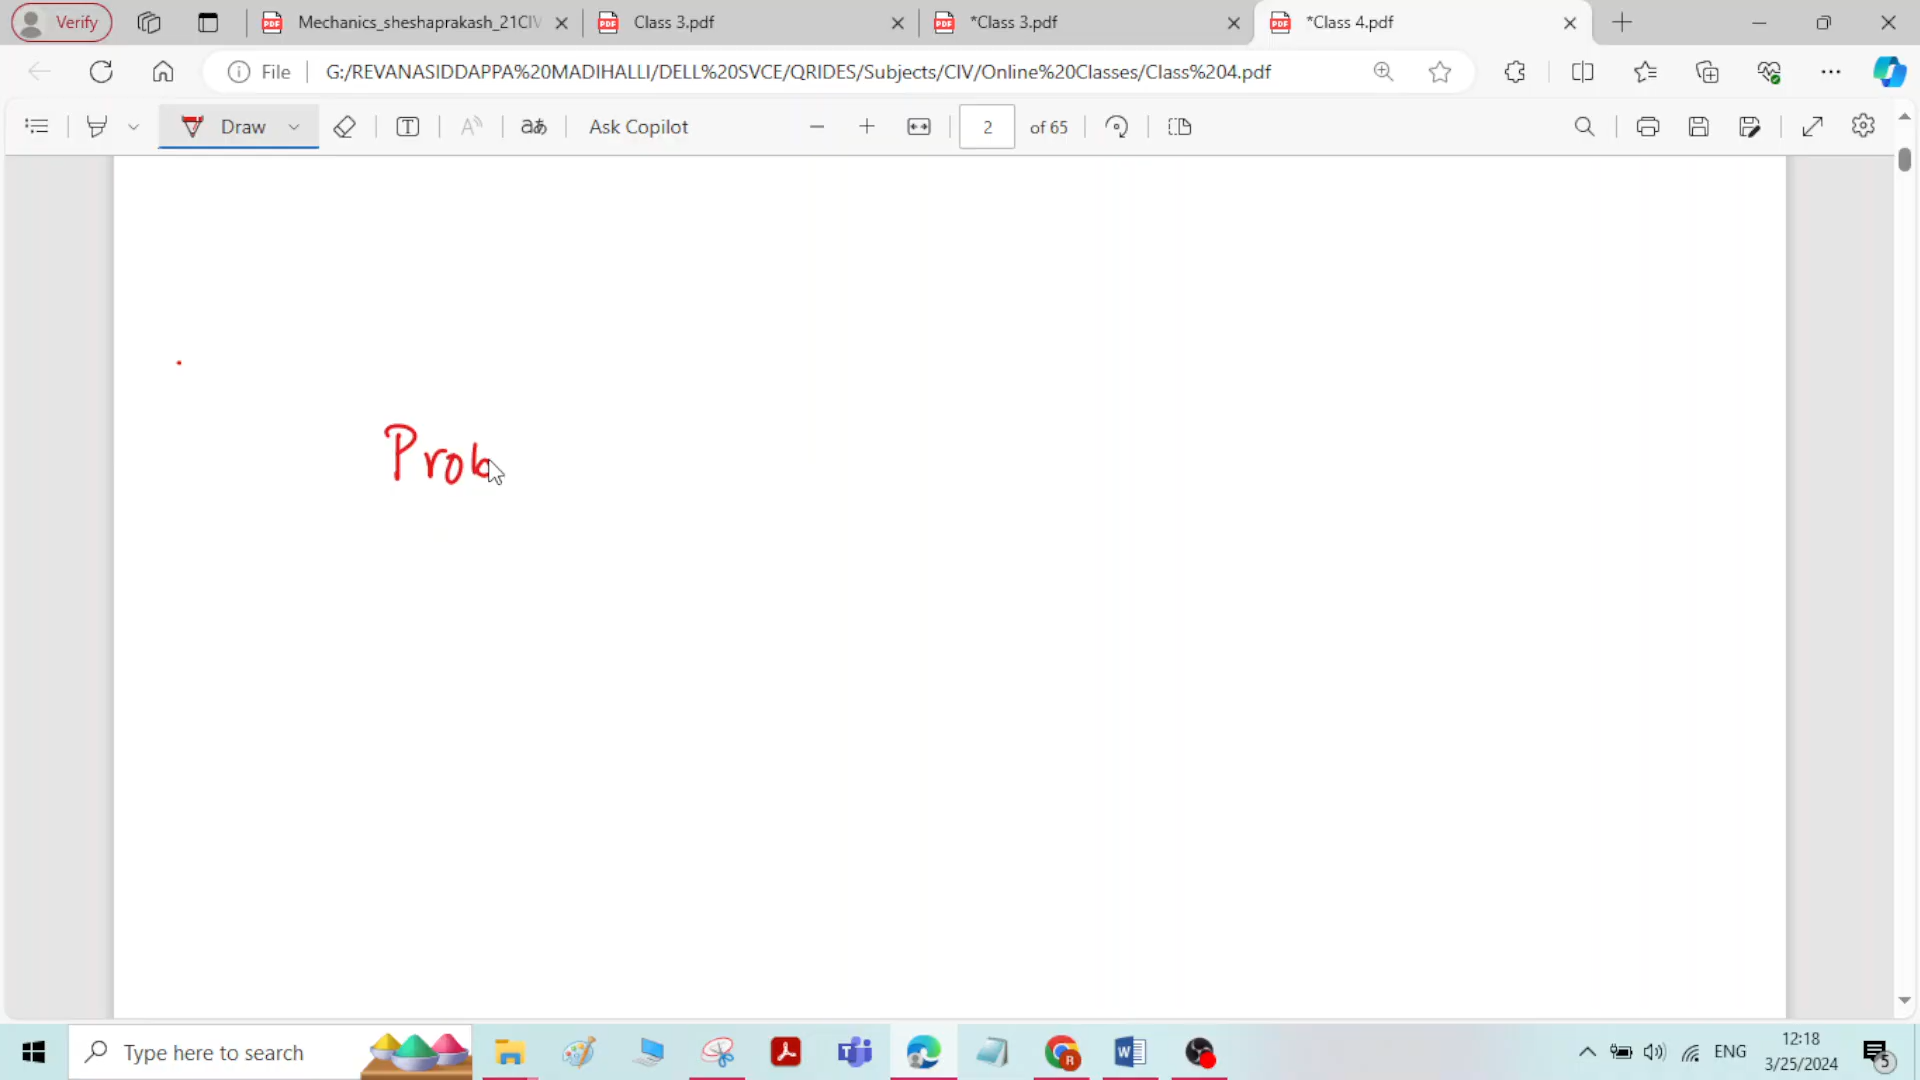 Verify
Mechanics_sheshaprakash_21CIV
Class 3.pdf
*Class 3.pdf
*Class 4.pdf
File
G:/REVANASIDDAPPA%20MADIHALLI/DELL%20SVCE/QRIDES/Subjects/CIV/Online%20Classes/Class%204.pdf
Draw
Ask Copilot
2 of 65
Prob
Type here to search
ENG
12:18
3/25/2024
5